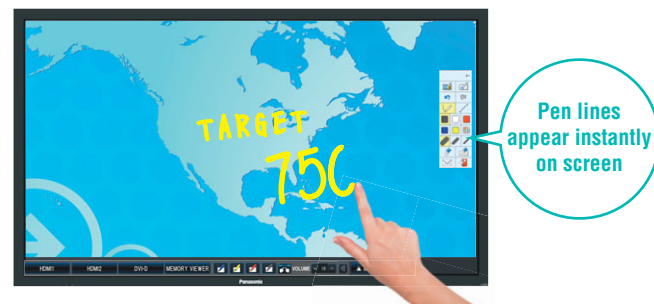 TARGET
750
Pen lines
appear instantly
on screen
HDMI1 HDMI2 DVI-D MEMORY VIEWER VOLUME
Panasonic